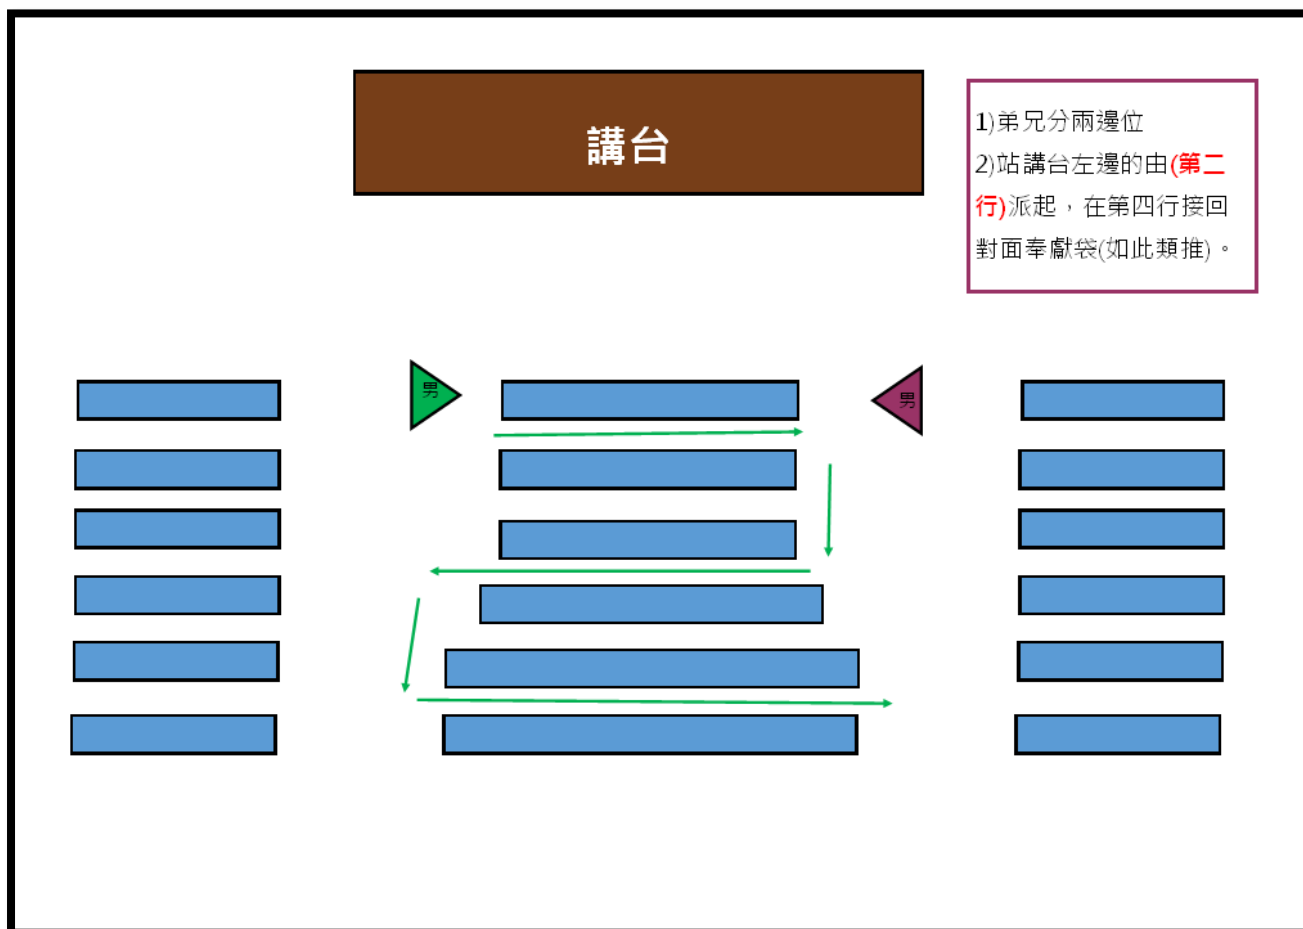 講台
1)弟兄分兩邊位
2)站講台左邊的由(第二
行)派起，在第四行接回
對面奉獻袋(如此類推)。
男
男